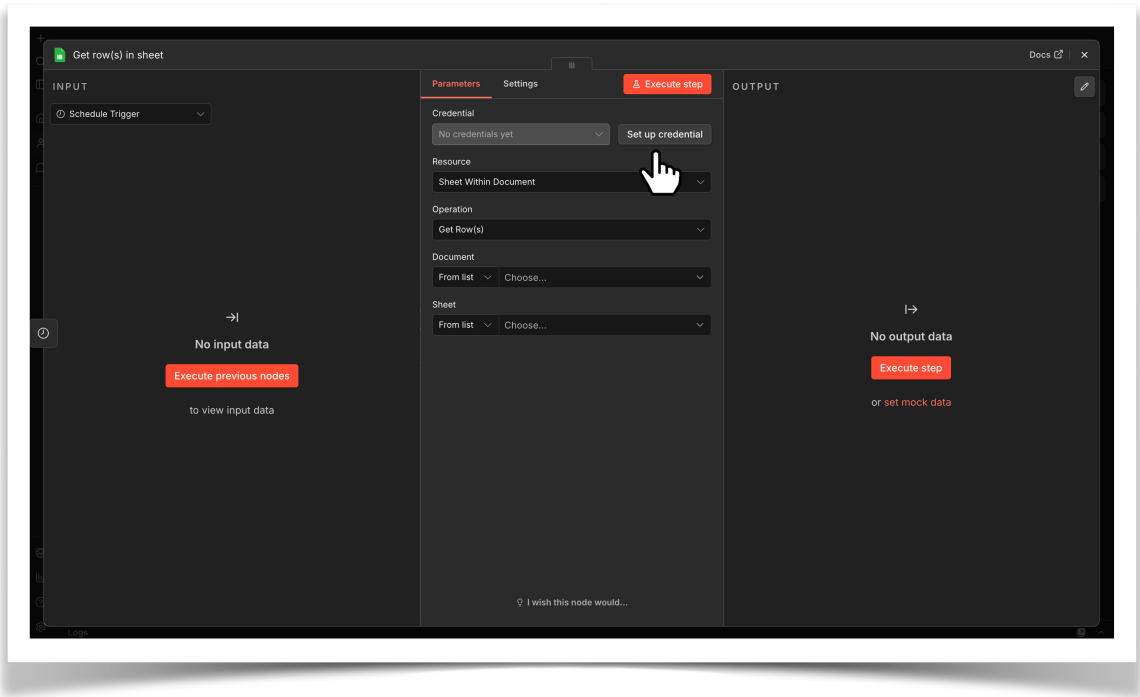 Get row(s) in sheet
Docs
INPUT
Schedule Trigger
No input data
Execute previous nodes
to view input data
Parameters Settings Execute step
Credential
No credentials yet Set up credential
Resource
Sheet Within Document
Operation
Get Row(s)
Document
From list Choose...
Sheet
From list Choose...
I wish this node would...
OUTPUT
No output data
Execute step
or set mock data
Logs